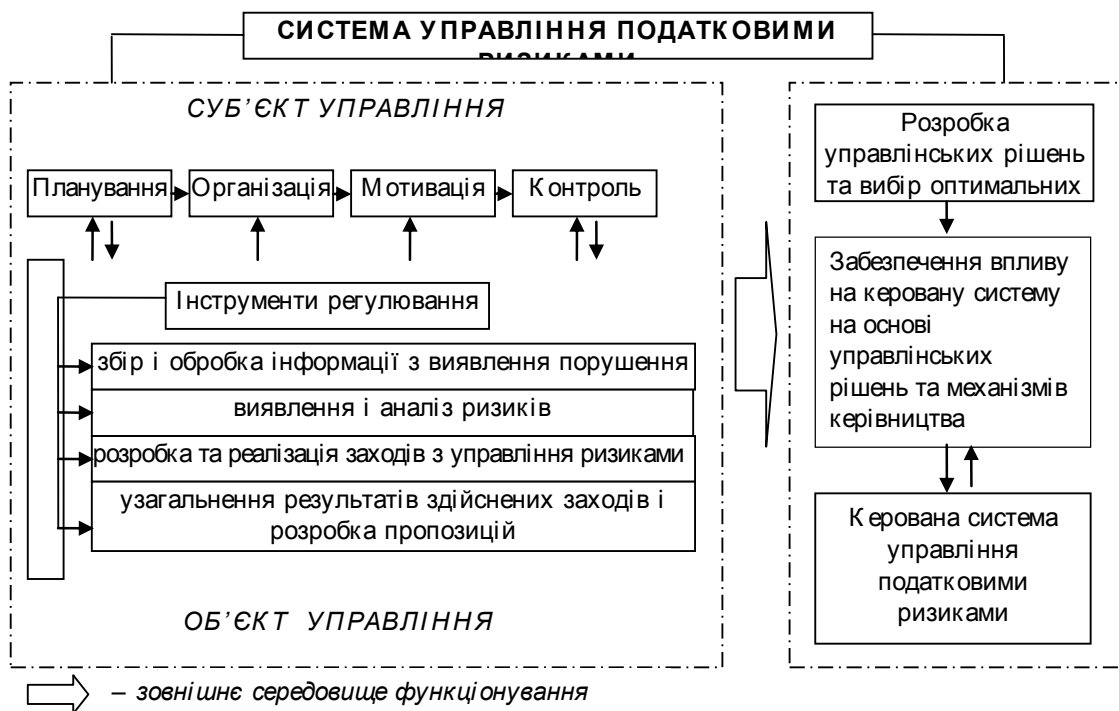 СИСТЕМА УПРАВЛІННЯ ПОДАТКОВИМИ
РИЗИКАМИ
СУБ’ЄКТ УПРАВЛІННЯ
Планування
Організація
Мотивація
Контроль
Інструменти регулювання
збір і обробка інформації з виявлення порушення
виявлення і аналіз ризиків
розробка та реалізація заходів з управління ризиками
узагальнення результатів здійснених заходів і
розробка пропозицій
ОБ’ЄКТ УПРАВЛІННЯ
Розробка
управлінських рішень
та вибір оптимальних
Забезпечення впливу
на керовану систему
на основі
управлінських
рішень та механізмів
керівництва
Керована система
управління
податковими
ризиками
– зовнішнє середовище функціонування